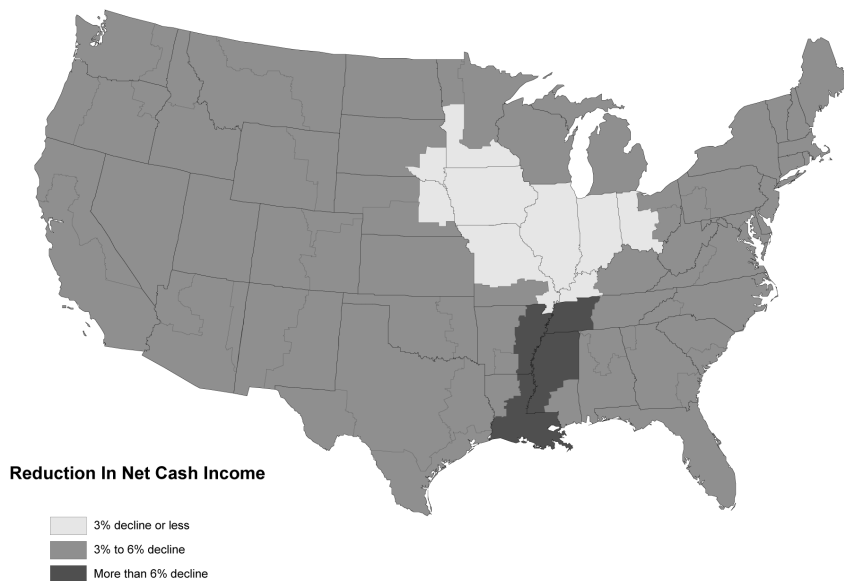 Reduction In Net Cash Income
3% decline or less
3% to 6% decline
More than 6% decline